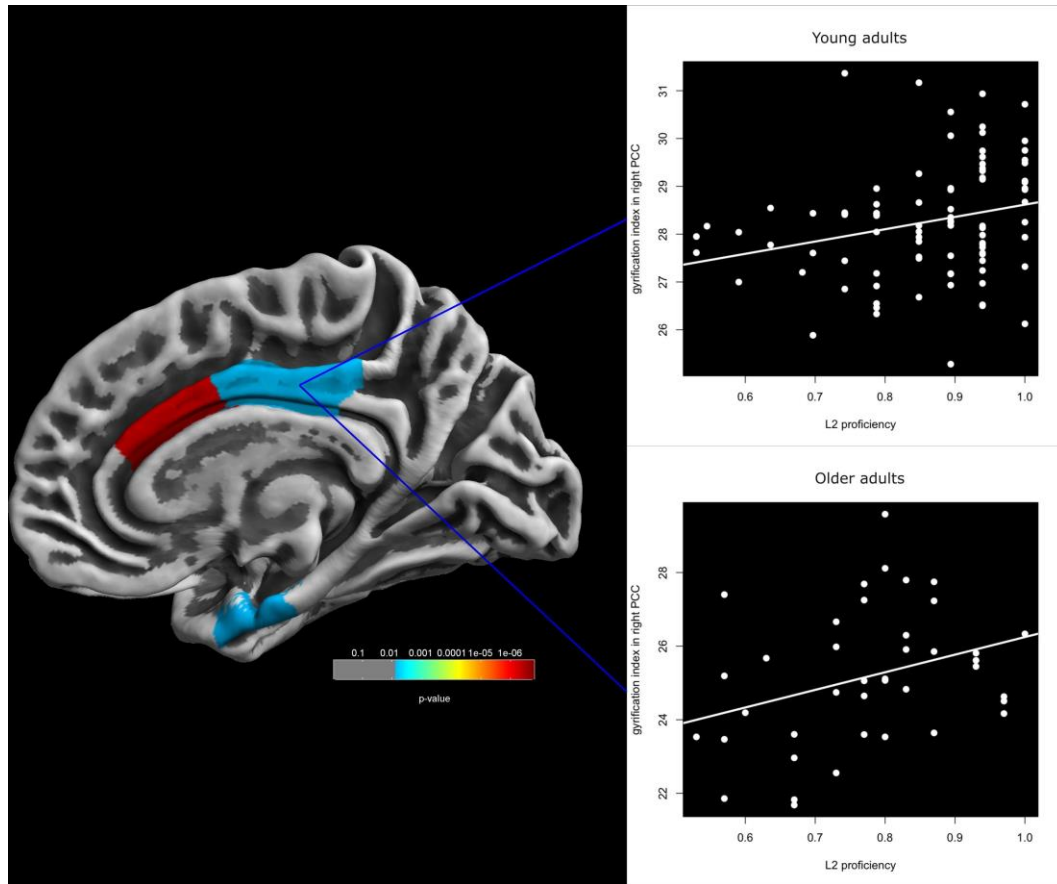 Young adults
gyrification index in right PCC
31
30
29
28
27
26
0.6 0.7 0.8 0.9 1.0
L2 proficiency
0.1 0.01 0.001 0.0001 1e-05 1e-06
p-value
Older adults
gyrification index in right PCC
28
26
24
22
0.6 0.7 0.8 0.9 1.0
L2 proficiency